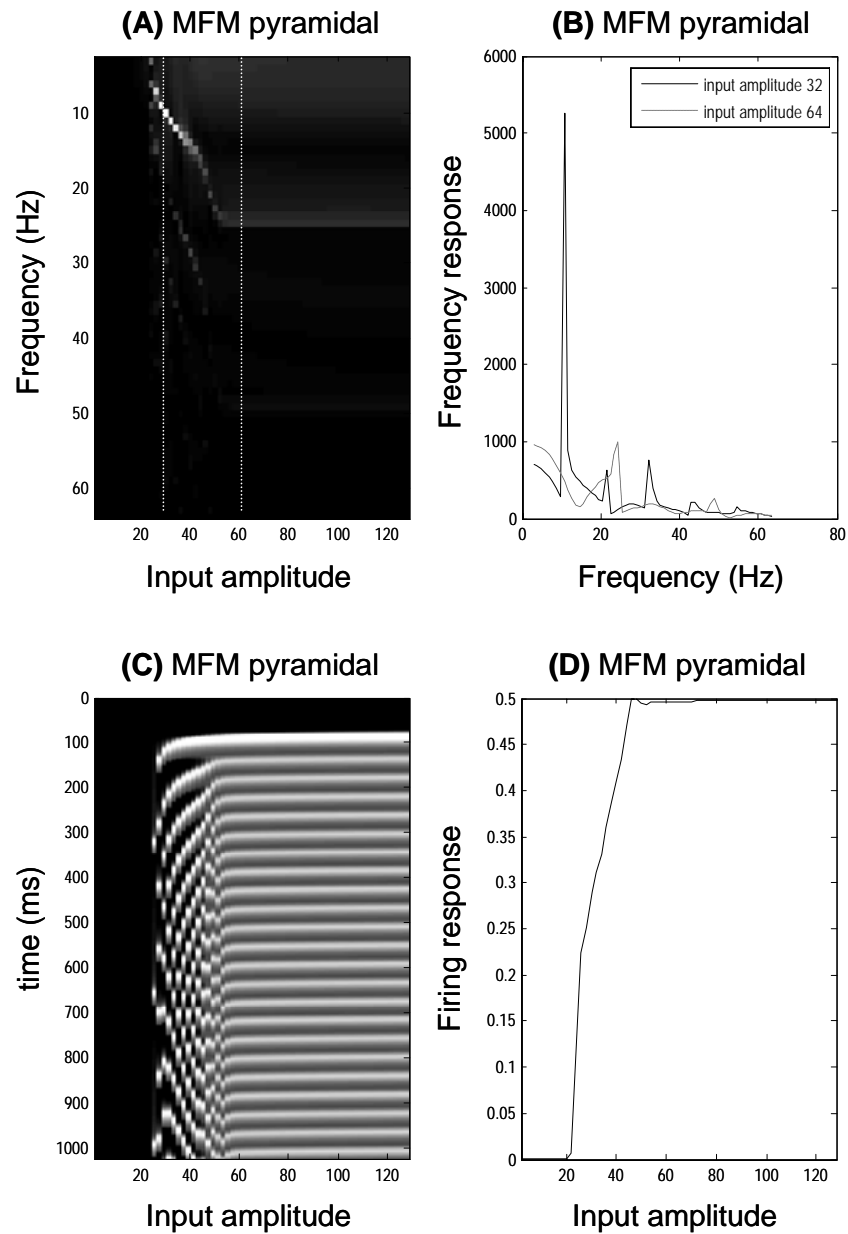 (A) MFM pyramidal
Frequency (Hz)
10
20
30
40
50
60
20 40 60 80 100 120
Input amplitude
(B) MFM pyramidal
Frequency response
6000
5000
4000
3000
2000
1000
0
input amplitude 32
input amplitude 64
0 20 40 60 80
Frequency (Hz)
(C) MFM pyramidal
time (ms)
0
100
200
300
400
500
600
700
800
900
1000
20 40 60 80 100 120
Input amplitude
(D) MFM pyramidal
Firing response
0.5
0.45
0.4
0.35
0.3
0.25
0.2
0.15
0.1
0.05
0
20 40 60 80 100 120
Input amplitude